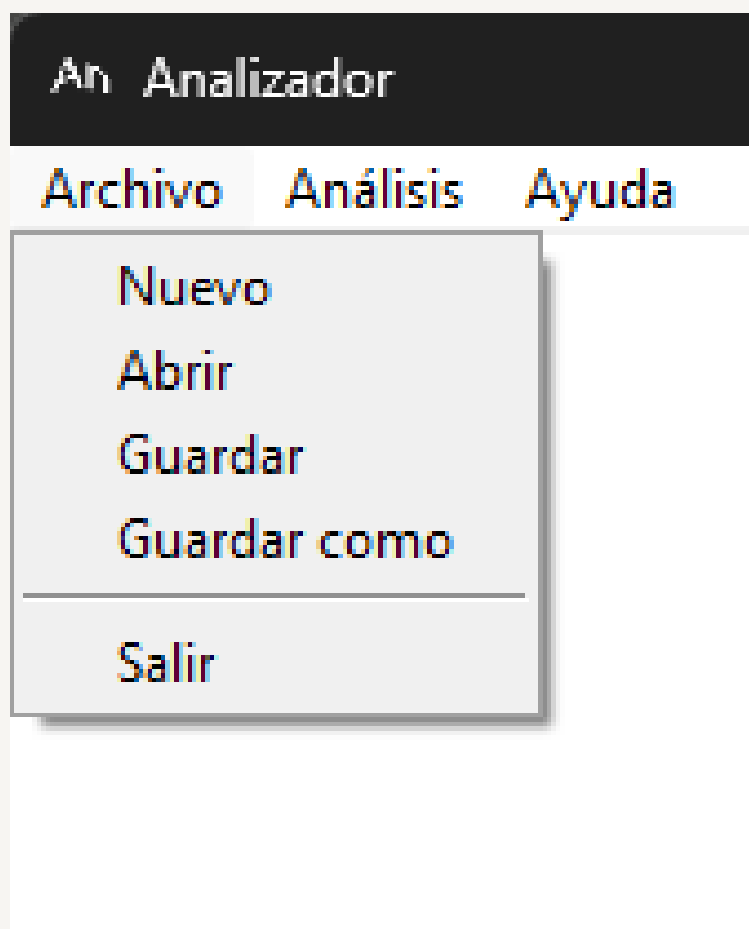 An Analizador
Archivo Análisis Ayuda
Nuevo
Abrir
Guardar
Guardar como
Salir